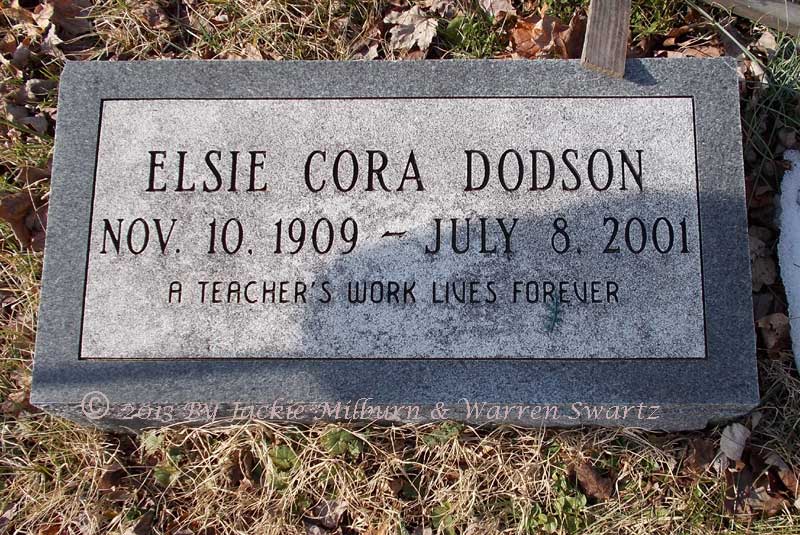 ELSIE CORA DODSON
NOV. 10, 1909 ~ JULY 8, 2001
A TEACHER'S WORK LIVES FOREVER
© 2013 By Jackie Milburn & Warren Swartz